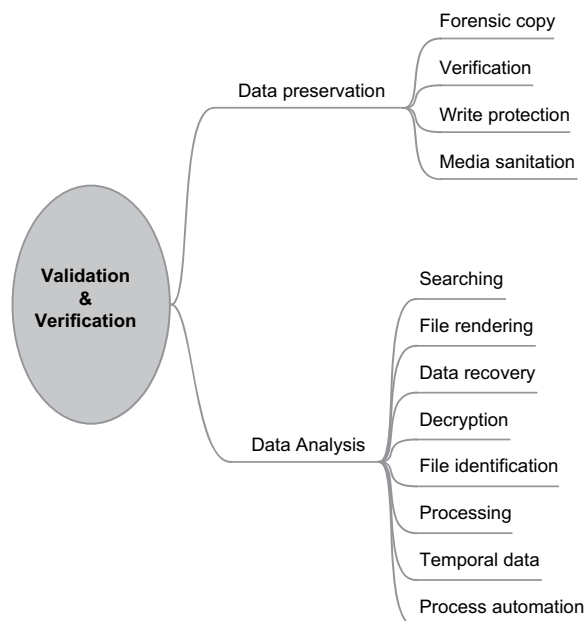 Validation
&
Verification
Data preservation
Forensic copy
Verification
Write protection
Media sanitation
Data Analysis
Searching
File rendering
Data recovery
Decryption
File identification
Processing
Temporal data
Process automation